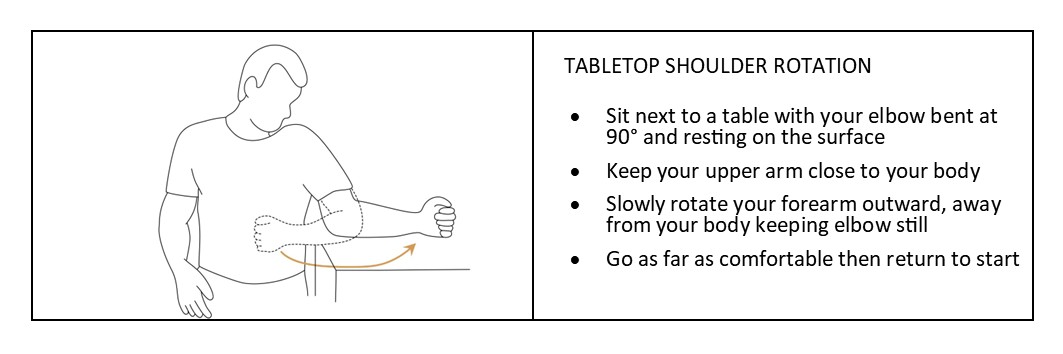 TABLETOP SHOULDER ROTATION
• Sit next to a table with your elbow bent at
90° and resting on the surface
• Keep your upper arm close to your body
• Slowly rotate your forearm outward, away
from your body keeping elbow still
• Go as far as comfortable then return to start